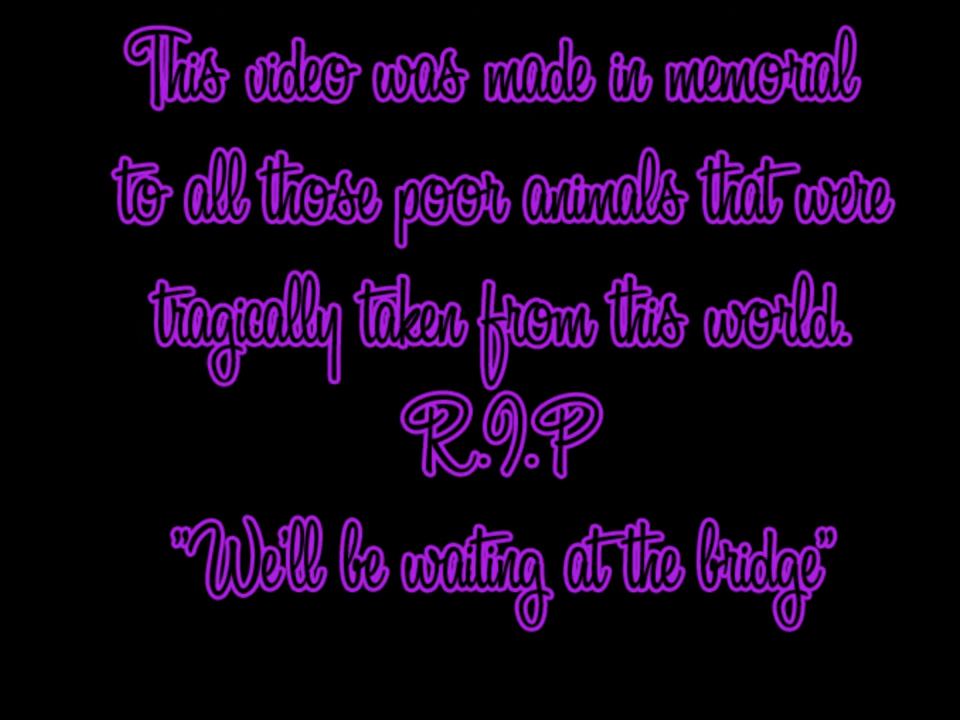 This video was made in memorial
to all those poor animals that were
tragically taken from this world.
R.I.P
"We'll be waiting at the bridge"